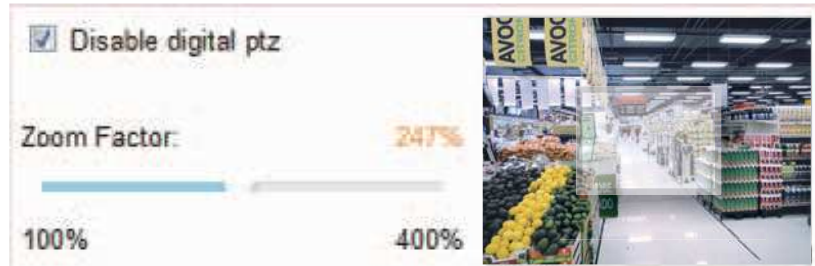 Disable digital ptz
Zoom Factor:
247%
100%
400%
AVOC
AVOC